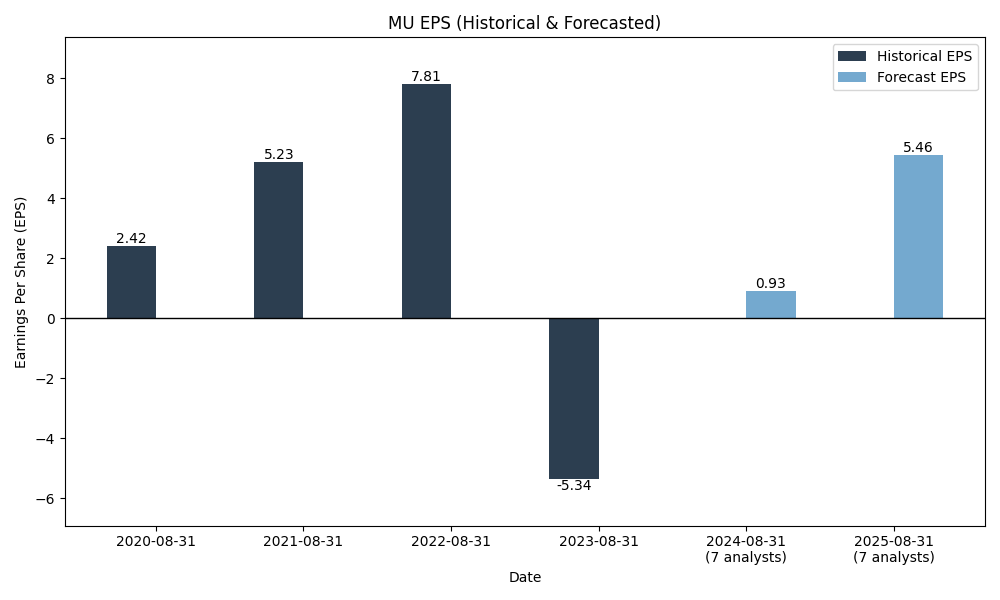 MU EPS (Historical & Forecasted)
Historical EPS
Forecast EPS
Earnings Per Share (EPS)
8
6
4
2
0
−2
−4
−6
2.42
5.23
7.81
-5.34
0.93
5.46
2020-08-31
2021-08-31
2022-08-31
2023-08-31
2024-08-31
(7 analysts)
2025-08-31
(7 analysts)
Date